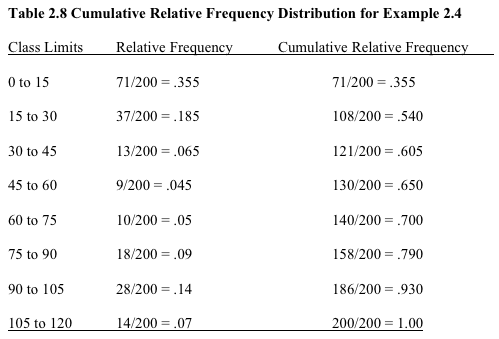 Table 2.8 Cumulative Relative Frequency Distribution for Example 2.4
Class Limits Relative Frequency Cumulative Relative Frequency
0 to 15 71/200 = .355 71/200 = .355
15 to 30 37/200 = .185 108/200 = .540
30 to 45 13/200 = .065 121/200 = .605
45 to 60 9/200 = .045 130/200 = .650
60 to 75 10/200 = .05 140/200 = .700
75 to 90 18/200 = .09 158/200 = .790
90 to 105 28/200 = .14 186/200 = .930
105 to 120 14/200 = .07 200/200 = 1.00